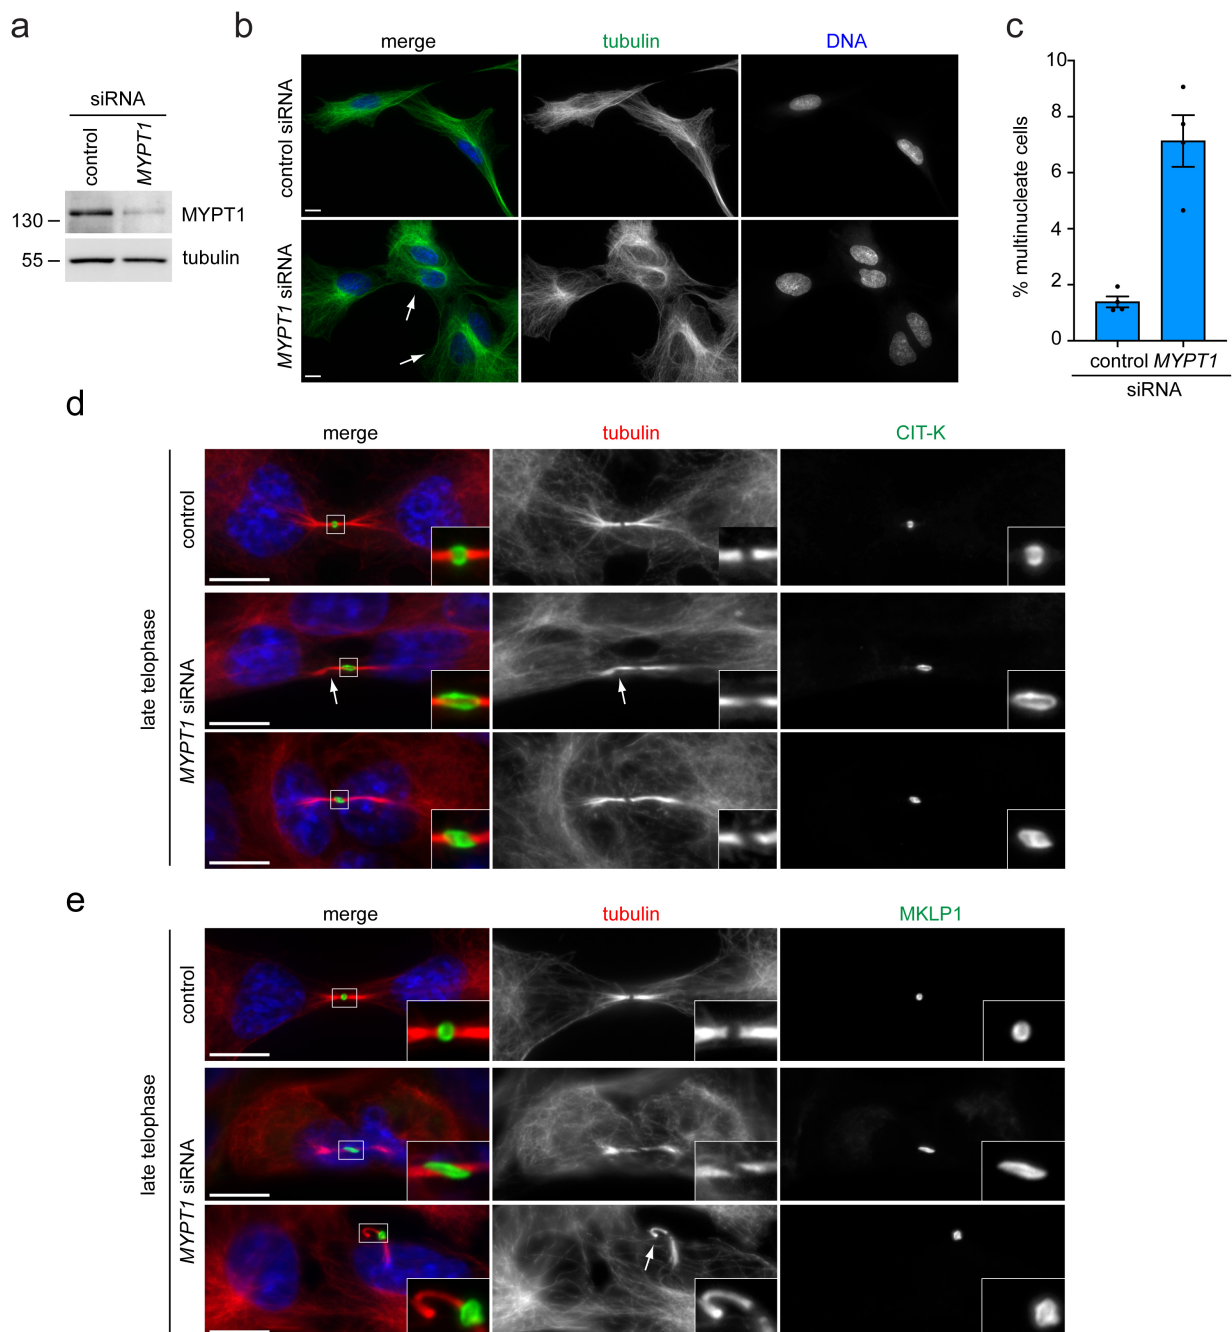 a
siRNA
control
MYPT1
130
MYPT1
55
tubulin
b
merge
tubulin
DNA
control siRNA
MYPT1 siRNA
c
% multinucleate cells
10
8
6
4
2
0
control MYPT1
siRNA
d
merge
tubulin
CIT-K
late telophase
control
MYPT1 siRNA
e
merge
tubulin
MKLP1
late telophase
control
MYPT1 siRNA